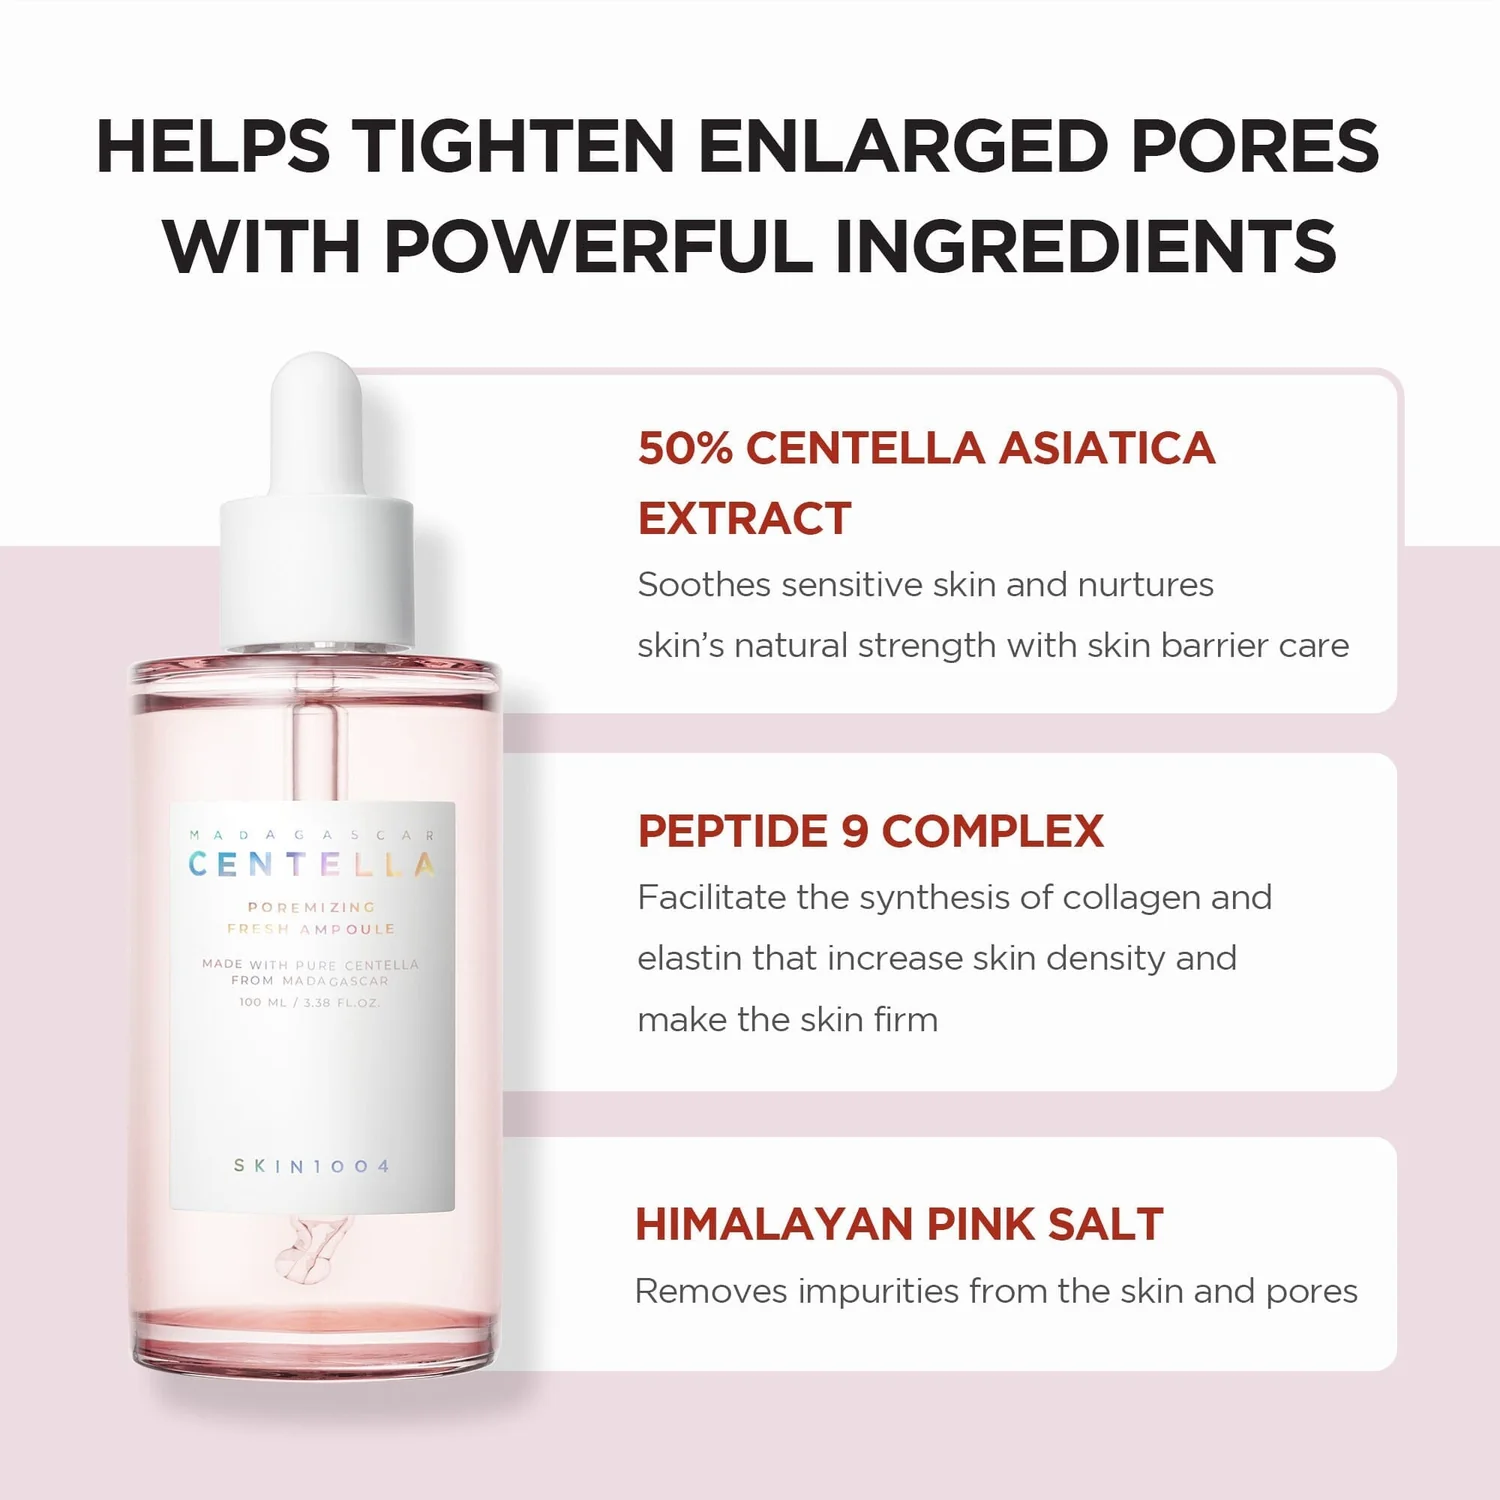 HELPS TIGHTEN ENLARGED PORES
WITH POWERFUL INGREDIENTS
50% CENTELLA ASIATICA
EXTRACT
Soothes sensitive skin and nurtures
skin’s natural strength with skin barrier care
PEPTIDE 9 COMPLEX
Facilitate the synthesis of collagen and
elastin that increase skin density and
make the skin firm
HIMALAYAN PINK SALT
Removes impurities from the skin and pores
MADAGASCAR
CENTELLA
POREMIZING
FRESH AMPOULE
MADE WITH PURE CENTELLA
FROM MADAGASCAR
100 ML / 3.38 FL.OZ.
SKIN1004